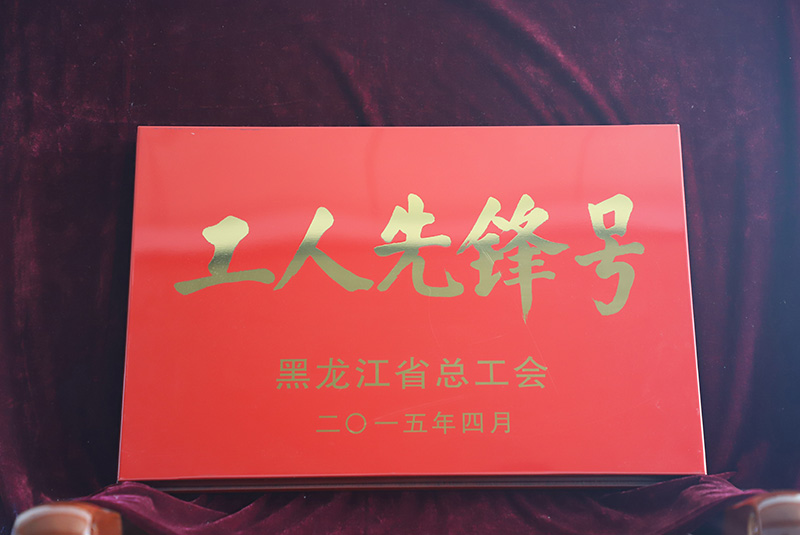 工人先锋号
黑龙江省总工会
二〇一五年四月